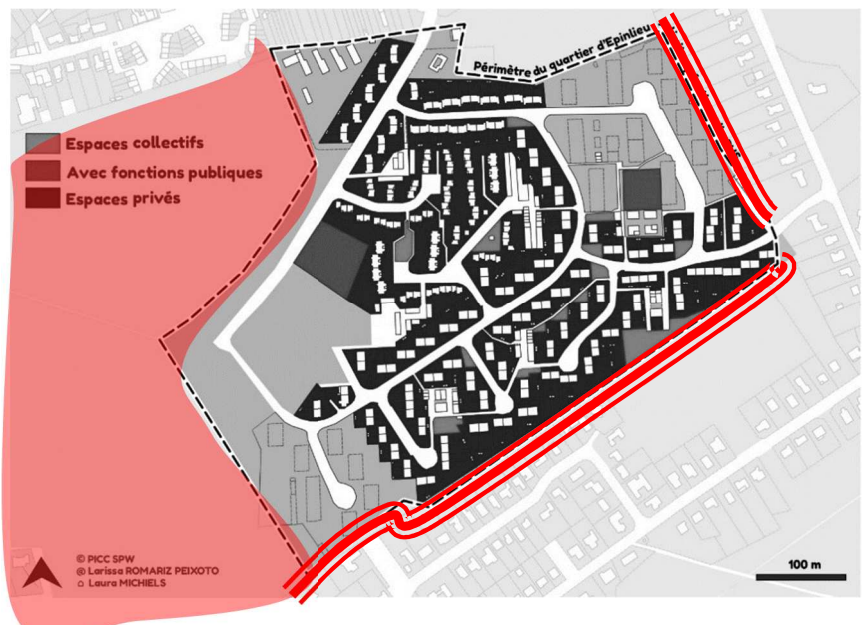 Périmètre du quartier d'Epinlieu
Espaces collectifs
Avec fonctions publiques
Espaces privés
© PICC SPW
@ Larissa ROMARIZ PEIXOTO
⌂ Laura MICHIELS
100 m